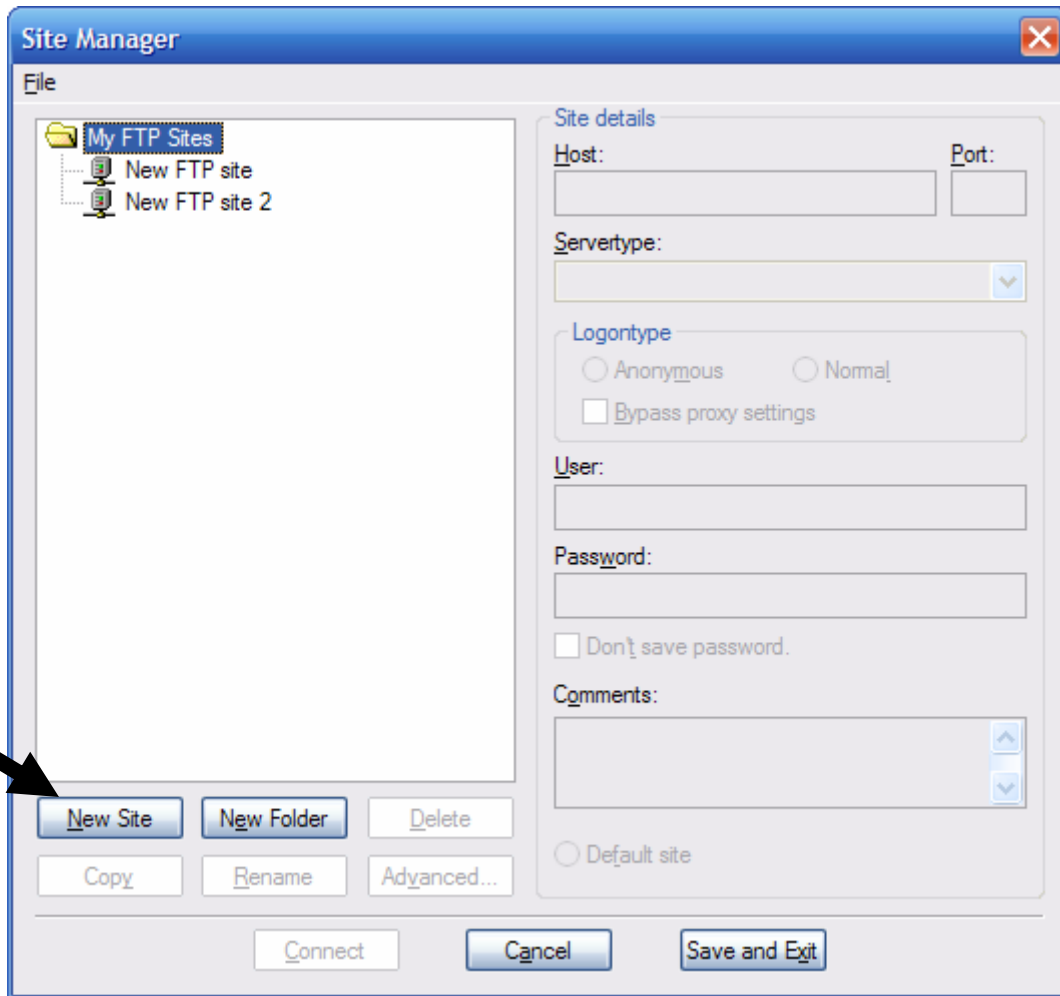 Site Manager
File
My FTP Sites
New FTP site
New FTP site 2
Site details
Host: Port:
Servertype:
Logontype
Anonymous Normal
Bypass proxy settings
User:
Password:
Don't save password.
Comments:
Default site
New Site New Folder Delete
Copy Rename Advanced...
Connect Cancel Save and Exit